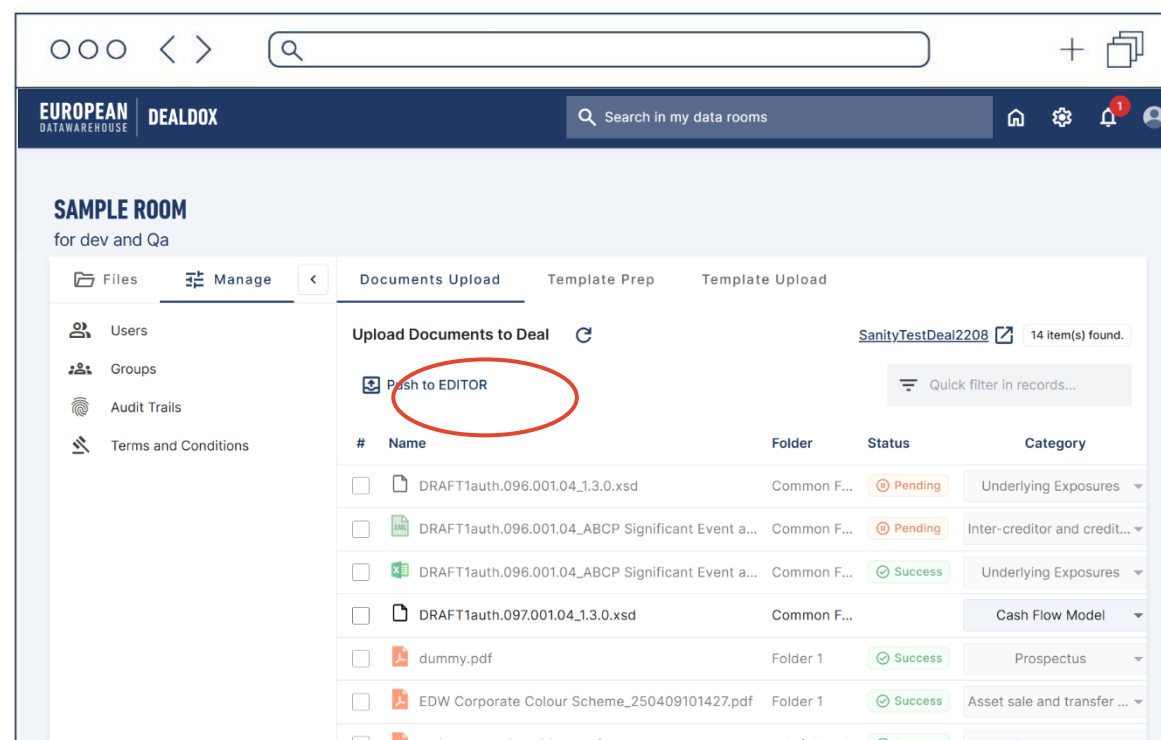 EUROPEAN DATAWAREHOUSE DEALDOX Search in my data rooms 1
SAMPLE ROOM
for dev and Qa
Files Manage Documents Upload Template Prep Template Upload
Users
Groups
Audit Trails
Terms and Conditions
Upload Documents to Deal SanityTestDeal2208 14 item(s) found.
Push to EDITOR Quick filter in records...
# Name Folder Status Category
DRAFT1auth.096.001.04_1.3.0.xsd Common F... Pending Underlying Exposures
XML DRAFT1auth.096.001.04_ABCP Significant Event a... Common F... Pending Inter-creditor and credit...
DRAFT1auth.096.001.04_ABCP Significant Event a... Common F... Success Underlying Exposures
DRAFT1auth.097.001.04_1.3.0.xsd Common F... Cash Flow Model
dummy.pdf Folder 1 Success Prospectus
EDW Corporate Colour Scheme_250409101427.pdf Folder 1 Success Asset sale and transfer ...